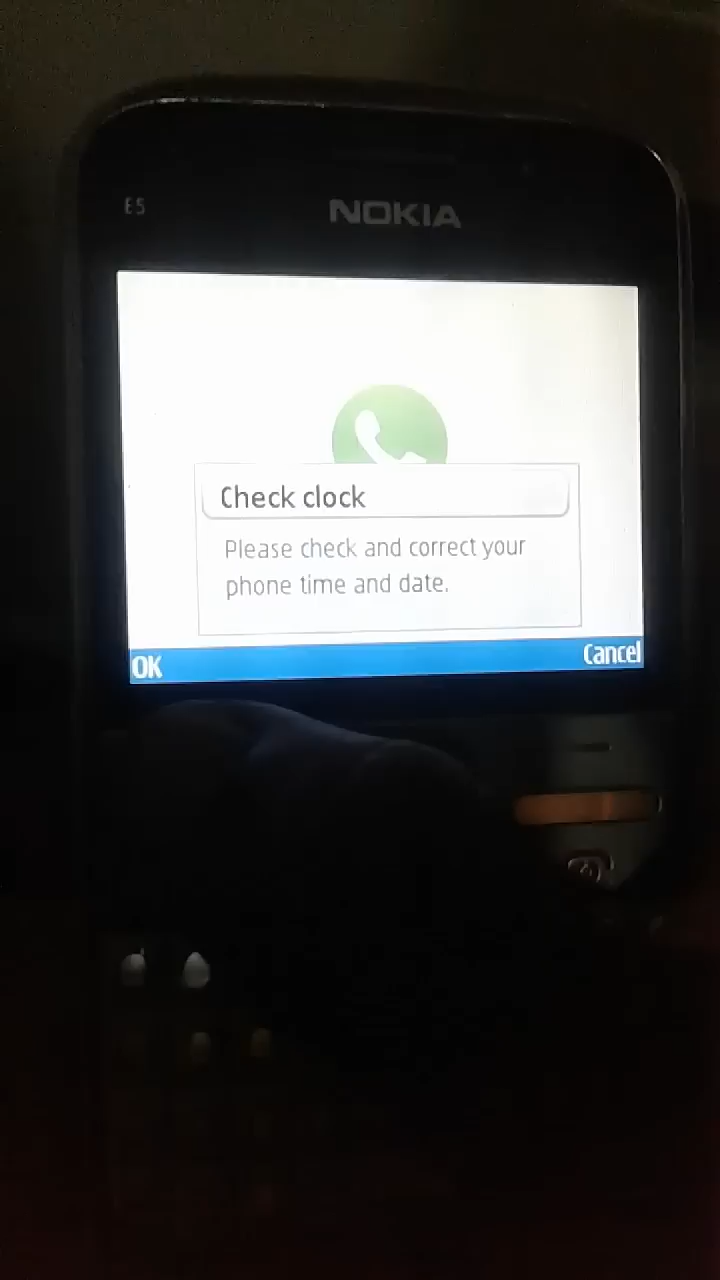 E5
NOKIA
Check clock
Please check and correct your
phone time and date.
OK
Cancel